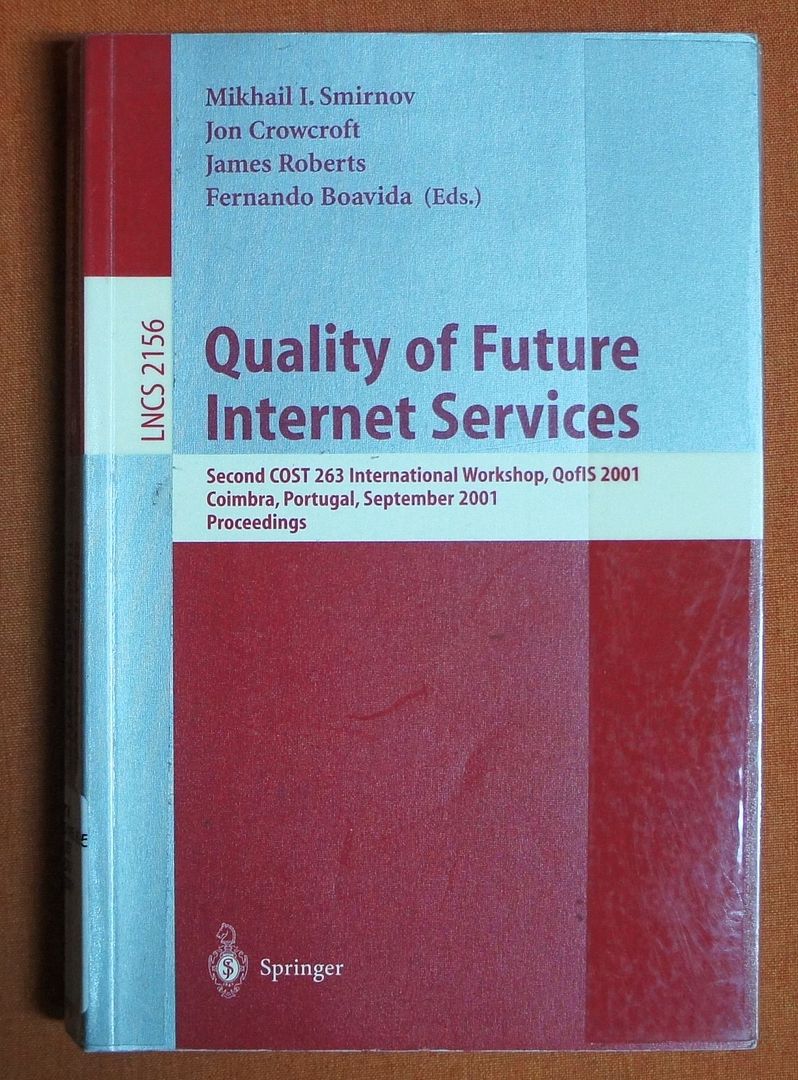 Mikhail I. Smirnov
Jon Crowcroft
James Roberts
Fernando Boavida (Eds.)
LNCS 2156
Quality of Future
Internet Services
Second COST 263 International Workshop, QofIS 2001
Coimbra, Portugal, September 2001
Proceedings
Springer